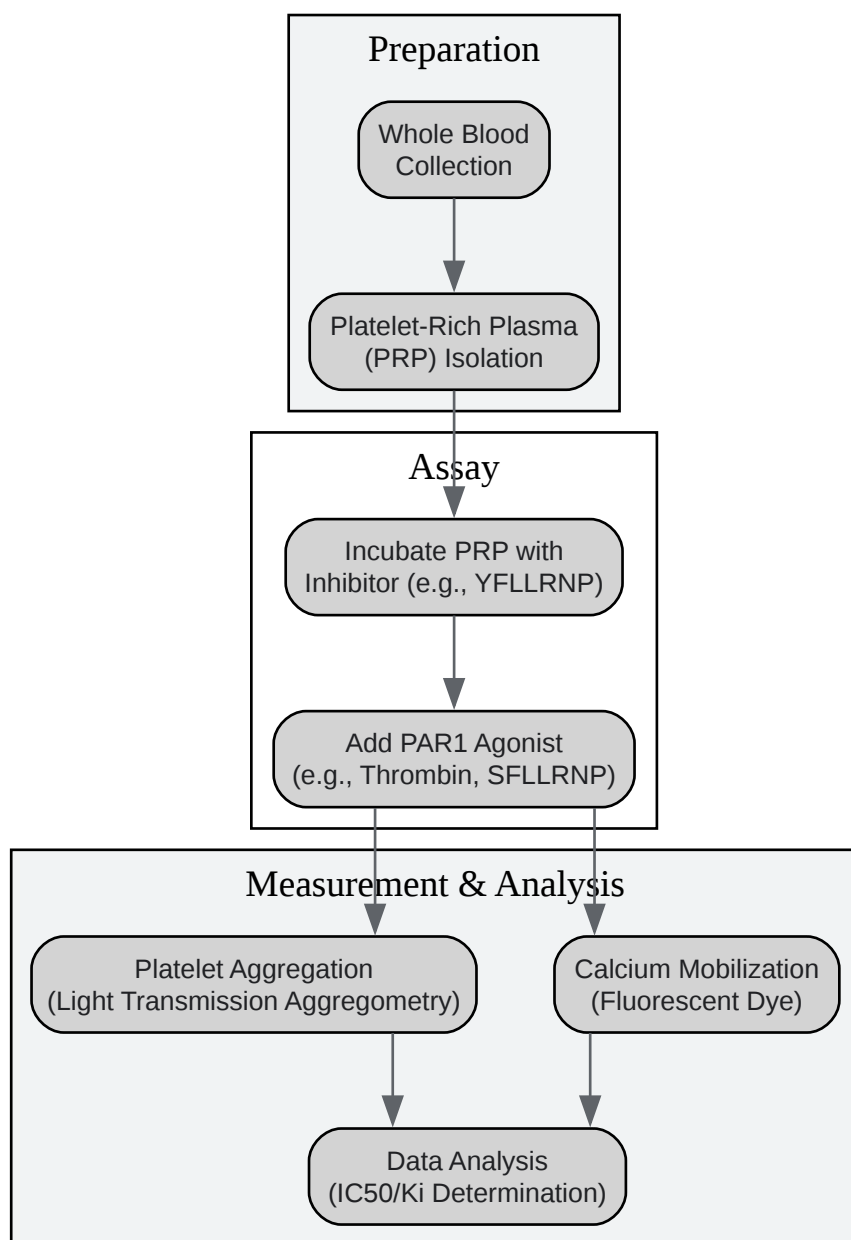 Preparation
Whole Blood
Collection
Platelet-Rich Plasma
(PRP) Isolation
Assay
Incubate PRP with
Inhibitor (e.g., YFLLRNP)
Add PAR1 Agonist
(e.g., Thrombin, SFLLRNP)
Measurement & Analysis
Platelet Aggregation
(Light Transmission Aggregometry)
Calcium Mobilization
(Fluorescent Dye)
Data Analysis
(IC50/Ki Determination)